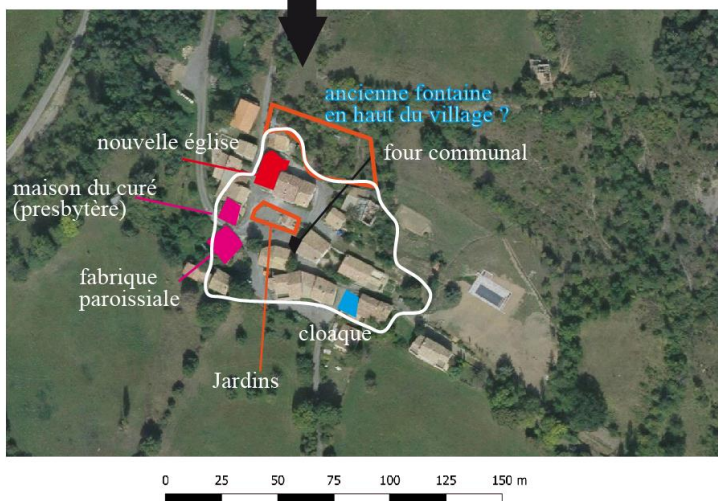 ancienne fontaine
en haut du village ?
nouvelle église
four communal
maison du curé
(presbytère)
fabrique
paroissiale
cloaque
Jardins
0 25 50 75 100 125 150 m